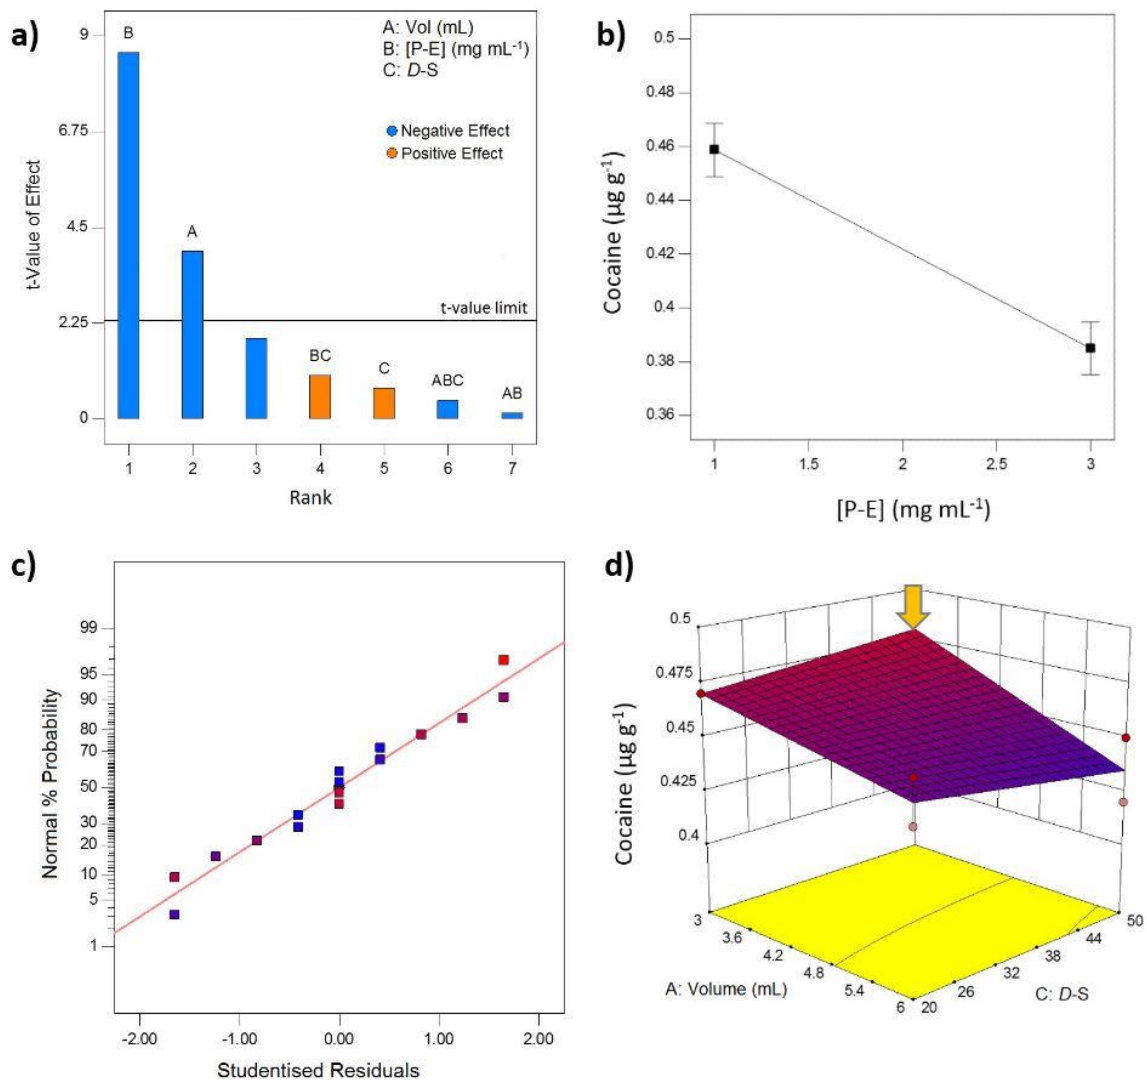 a)
A: Vol (mL)
B: [P-E] (mg mL⁻¹)
C: D-S
Negative Effect
Positive Effect
t-Value of Effect
9
6.75
4.5
2.25
0
B
A
BC
C
ABC
AB
t-value limit
1 2 3 4 5 6 7
Rank
b)
Cocaine (µg g⁻¹)
0.5
0.48
0.46
0.44
0.42
0.4
0.38
0.36
1 1.5 2 2.5 3
[P-E] (mg mL⁻¹)
c)
Normal % Probability
99
95
90
80
70
50
30
20
10
5
1
-2.00 -1.00 0.00 1.00 2.00
Studentised Residuals
d)
Cocaine (µg g⁻¹)
0.5
0.475
0.45
0.425
0.4
3
3.6
4.2
4.8
5.4
6
A: Volume (mL)
20
26
32
38
44
50
C: D-S